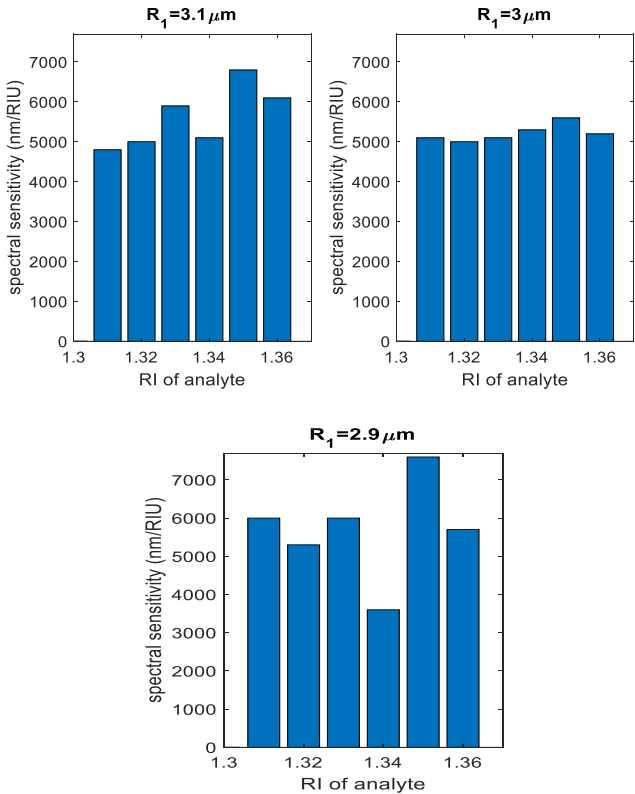 R1=3.1μm
spectral sensitivity (nm/RIU)
7000
6000
5000
4000
3000
2000
1000
0
1.3 1.32 1.34 1.36
RI of analyte
R1=3μm
spectral sensitivity (nm/RIU)
7000
6000
5000
4000
3000
2000
1000
0
1.3 1.32 1.34 1.36
RI of analyte
R1=2.9μm
spectral sensitivity (nm/RIU)
7000
6000
5000
4000
3000
2000
1000
0
1.3 1.32 1.34 1.36
RI of analyte